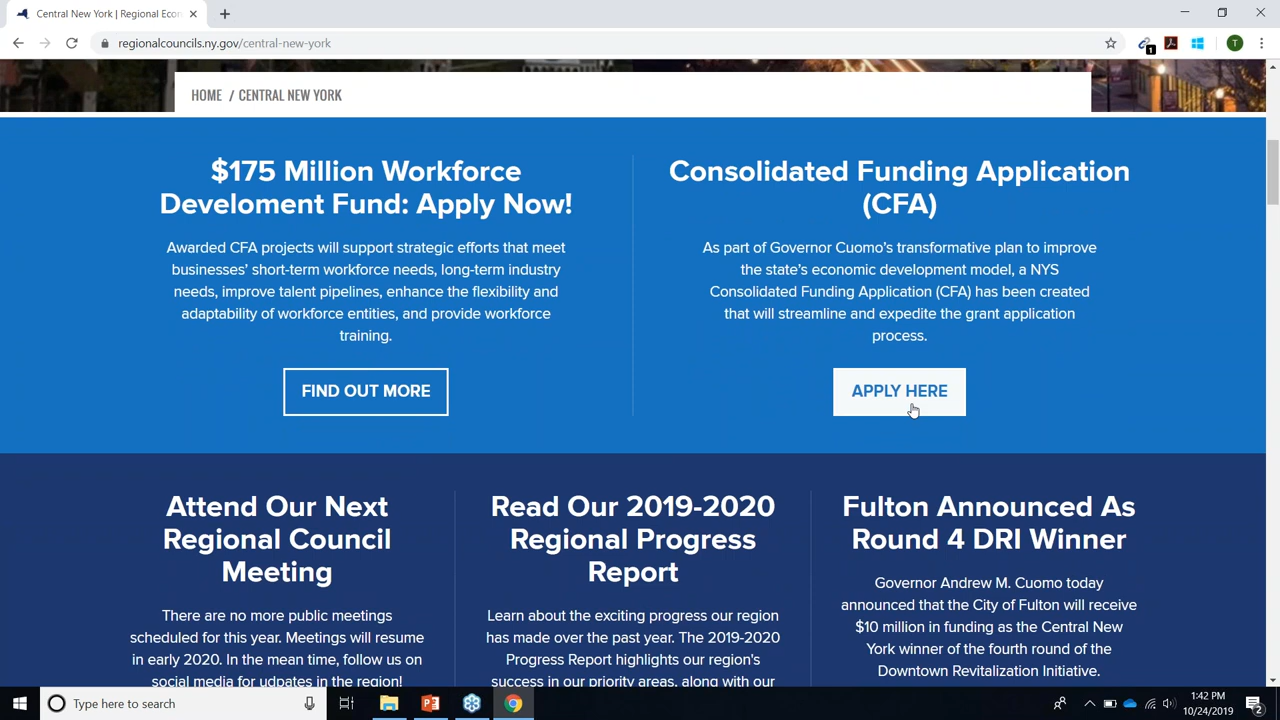 Central New York | Regional Econ
regionalcouncils.ny.gov/central-new-york
1
T
HOME / CENTRAL NEW YORK
$175 Million Workforce
Develoment Fund: Apply Now!
Awarded CFA projects will support strategic efforts that meet
businesses’ short-term workforce needs, long-term industry
needs, improve talent pipelines, enhance the flexibility and
adaptability of workforce entities, and provide workforce
training.
FIND OUT MORE
Consolidated Funding Application
(CFA)
As part of Governor Cuomo’s transformative plan to improve
the state’s economic development model, a NYS
Consolidated Funding Application (CFA) has been created
that will streamline and expedite the grant application
process.
APPLY HERE
Attend Our Next
Regional Council
Meeting
There are no more public meetings
scheduled for this year. Meetings will resume
in early 2020. In the mean time, follow us on
social media for udpates in the region!
Read Our 2019-2020
Regional Progress
Report
Learn about the exciting progress our region
has made over the past year. The 2019-2020
Progress Report highlights our region's
success in our priority areas, along with our
Fulton Announced As
Round 4 DRI Winner
Governor Andrew M. Cuomo today
announced that the City of Fulton will receive
$10 million in funding as the Central New
York winner of the fourth round of the
Downtown Revitalization Initiative.
Type here to search
1:42 PM
10/24/2019
2